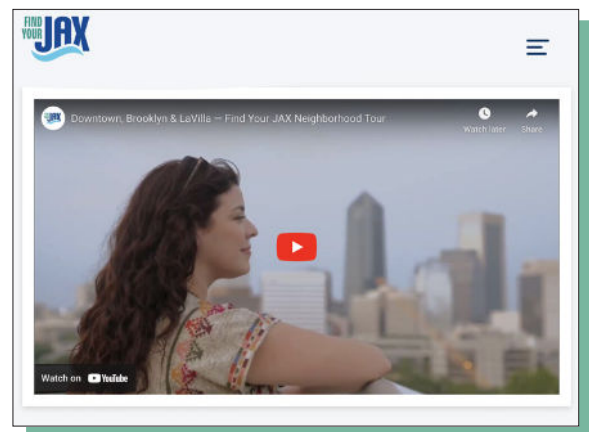 FIND
YOUR JAX
Downtown, Brooklyn & LaVilla — Find Your JAX Neighborhood Tour
Watch later
Share
Watch on YouTube